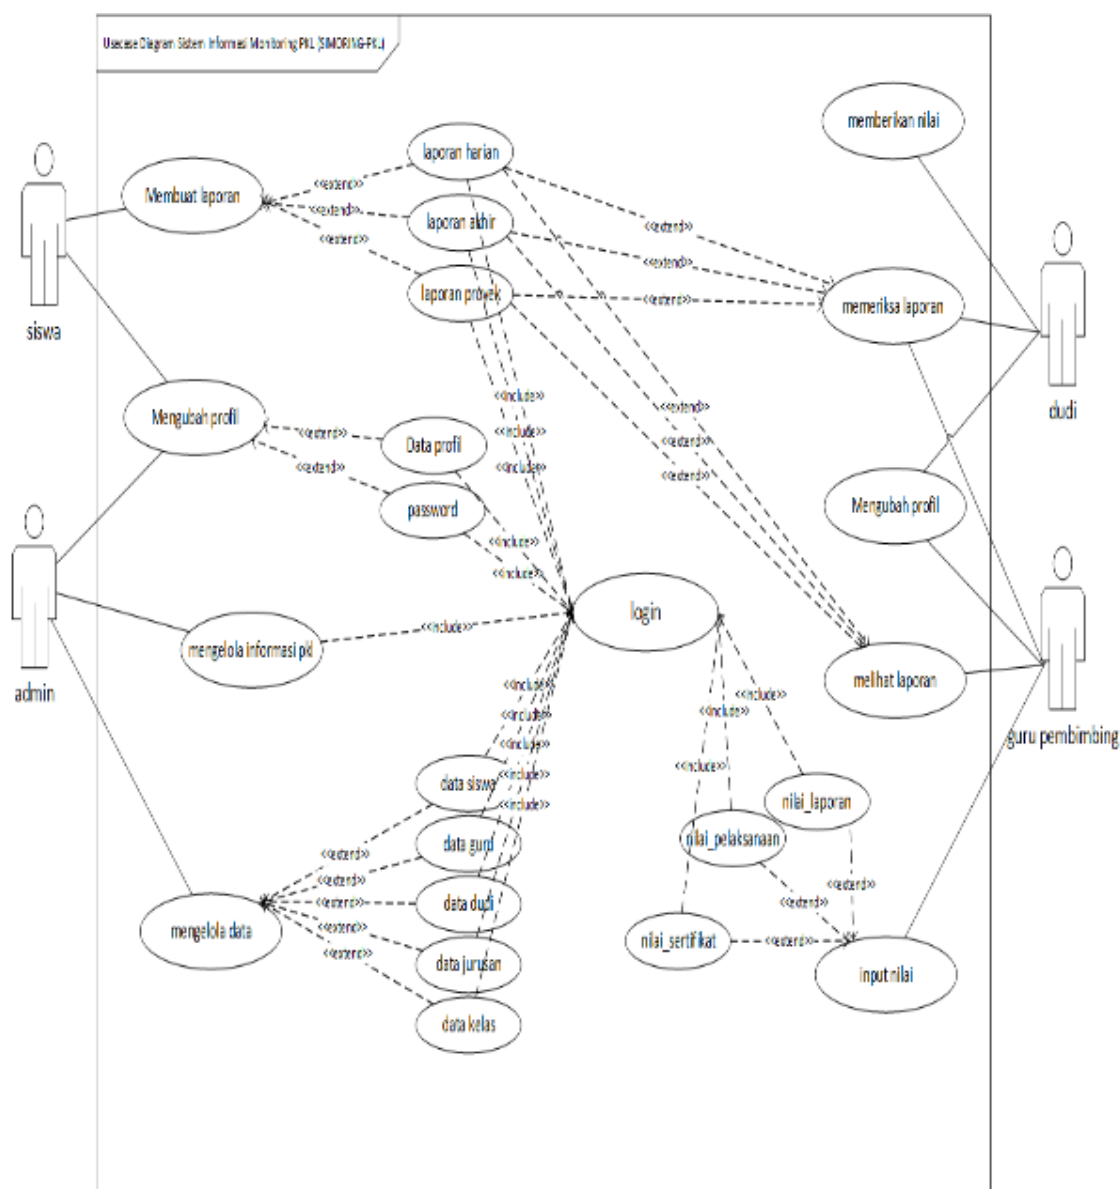 Usecase Diagram Sistem Informasi Monitoring PKL (SIMORING-PKL)
memberikan nilai
laporan harian
Membuat laporan
<<extend>>
<<extend>>
<<extend>>
laporan akhir
<<extend>>
<<extend>>
<<extend>>
laporan proyek
memeriksa laporan
siswa
<<include>>
<<extend>>
dudi
Mengubah profil
<<extend>>
Data profil
<<include>>
<<extend>>
<<extend>>
<<include>>
<<extend>>
password
Mengubah profil
<<include>>
<<include>>
login
<<include>>
mengelola informasi pkl
admin
melihat laporan
<<include>>
<<include>>
<<include>>
<<include>>
guru pembimbing
<<include>>
<<include>>
data siswa
<<include>>
<<include>>
nilai_laporan
data gurd
<<extend>>
nilai_pelaksanaan
<<extend>>
<<extend>>
data dudi
<<extend>>
<<extend>>
mengelola data
<<extend>>
nilai_sertifikat
<<extend>>
<<extend>>
data jurusan
input nilai
data kelas